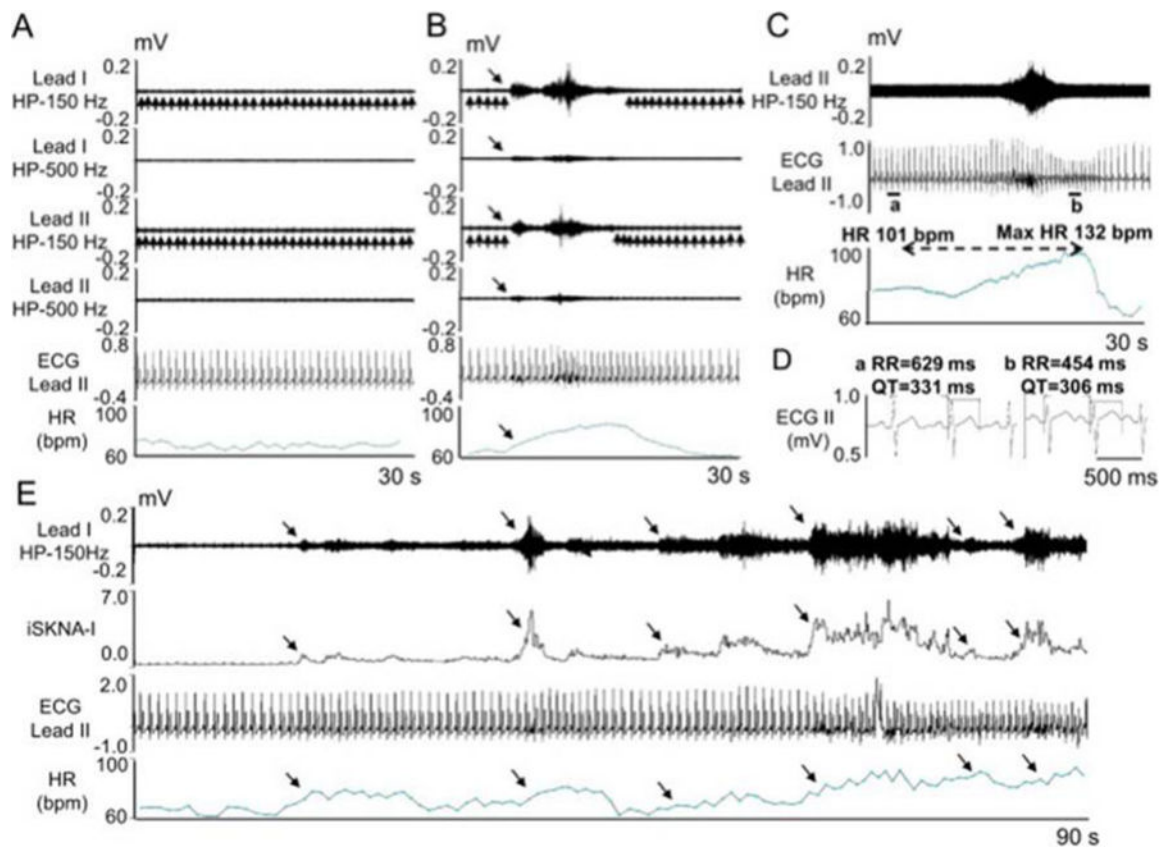 A
mV
Lead I
HP-150 Hz
0.2
-0.2
Lead I
HP-500 Hz
0.2
-0.2
Lead II
HP-150 Hz
0.2
-0.2
Lead II
HP-500 Hz
0.2
-0.2
ECG
Lead II
0.8
-0.4
HR
(bpm)
100
60
30 s
B
mV
0.2
-0.2
0.2
-0.2
0.2
-0.2
0.2
-0.2
0.8
-0.4
100
60
30 s
C
mV
Lead II
HP-150 Hz
0.2
-0.2
ECG
Lead II
1.0
-1.0
a
b
HR 101 bpm
Max HR 132 bpm
HR
(bpm)
100
60
30 s
D
a RR=629 ms
QT=331 ms
b RR=454 ms
QT=306 ms
ECG II
(mV)
1.0
0.5
500 ms
E
mV
Lead I
HP-150Hz
0.2
-0.2
iSKNA-I
7.0
0.0
ECG
Lead II
2.0
-1.0
HR
(bpm)
100
60
90 s